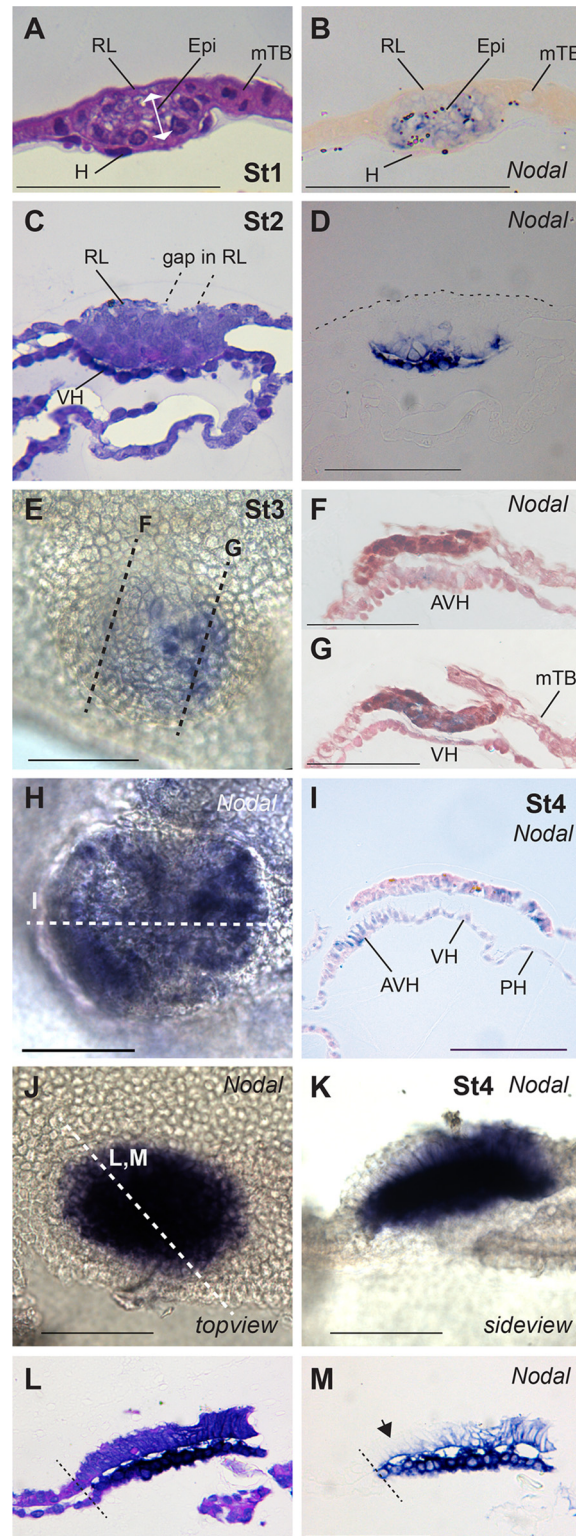 A
RL
Epi
mTB
H
St1
B
RL
Epi
mTB
H
Nodal
C
St2
RL
gap in RL
VH
D
Nodal
E
St3
F
G
F
Nodal
AVH
G
mTB
VH
H
Nodal
I
I
St4
Nodal
AVH
VH
PH
J
Nodal
L,M
topview
K
St4 Nodal
sideview
L
M
Nodal